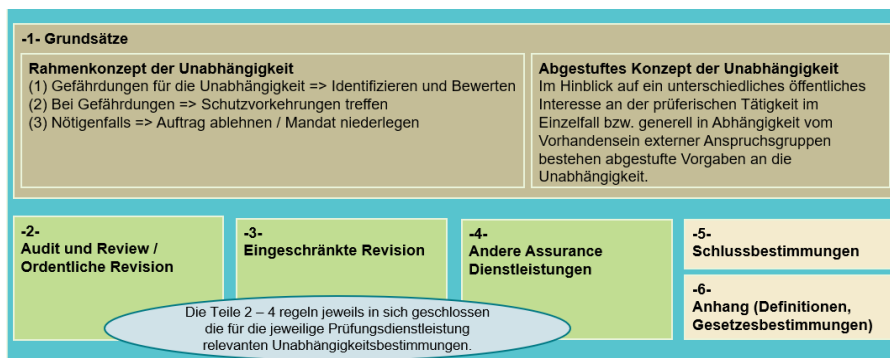 -1- Grundsätze
Rahmenkonzept der Unabhängigkeit
(1) Gefährdungen für die Unabhängigkeit => Identifizieren und Bewerten
(2) Bei Gefährdungen => Schutzvorkehrungen treffen
(3) Nötigenfalls => Auftrag ablehnen / Mandat niederlegen
Abgestuftes Konzept der Unabhängigkeit
Im Hinblick auf ein unterschiedliches öffentliches
Interesse an der prüferischen Tätigkeit im
Einzelfall bzw. generell in Abhängigkeit vom
Vorhandensein externer Anspruchsgruppen
bestehen abgestufte Vorgaben an die
Unabhängigkeit.
-2-
Audit und Review /
Ordentliche Revision
-3-
Eingeschränkte Revision
-4-
Andere Assurance
Dienstleistungen
-5-
Schlussbestimmungen
-6-
Anhang (Definitionen,
Gesetzesbestimmungen)
Die Teile 2 – 4 regeln jeweils in sich geschlossen
die für die jeweilige Prüfungsdienstleistung
relevanten Unabhängigkeitsbestimmungen.